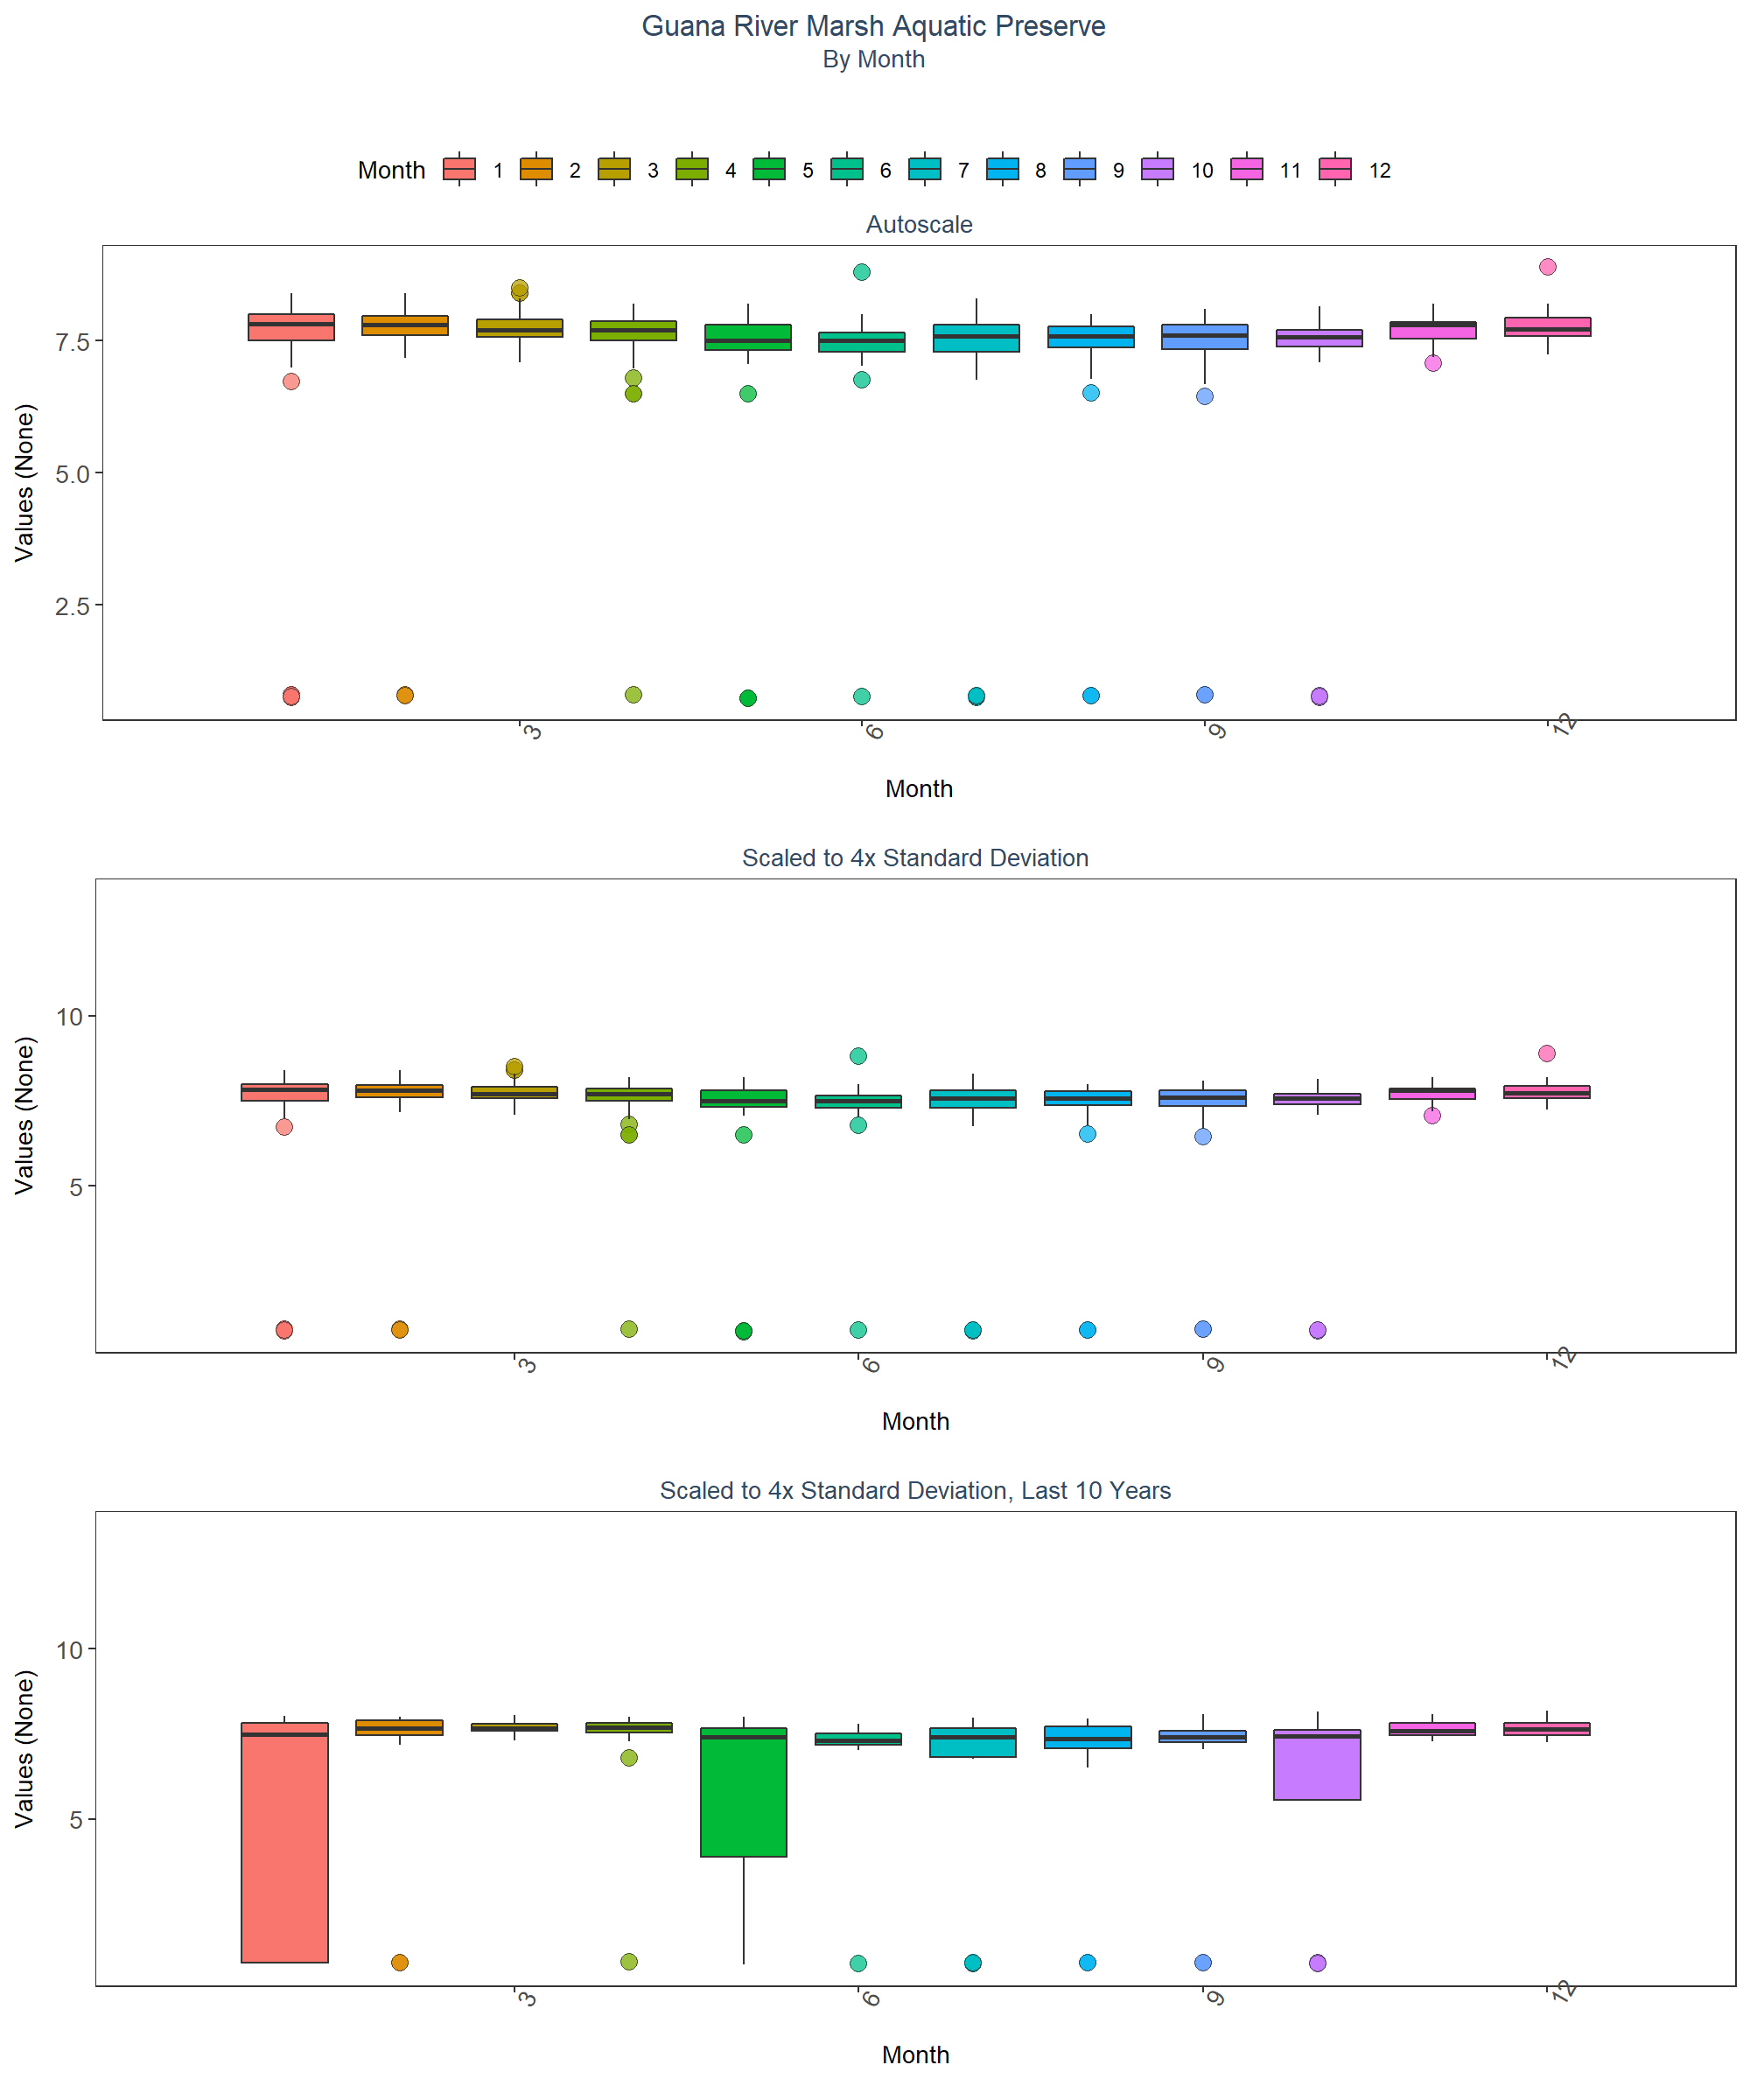 Guana River Marsh Aquatic Preserve
By Month
Month 1 2 3 4 5 6 7 8 9 10 11 12
Autoscale
Values (None)
7.5
5.0
2.5
3 6 9 12
Month
Scaled to 4x Standard Deviation
Values (None)
10
5
3 6 9 12
Month
Scaled to 4x Standard Deviation, Last 10 Years
Values (None)
10
5
3 6 9 12
Month